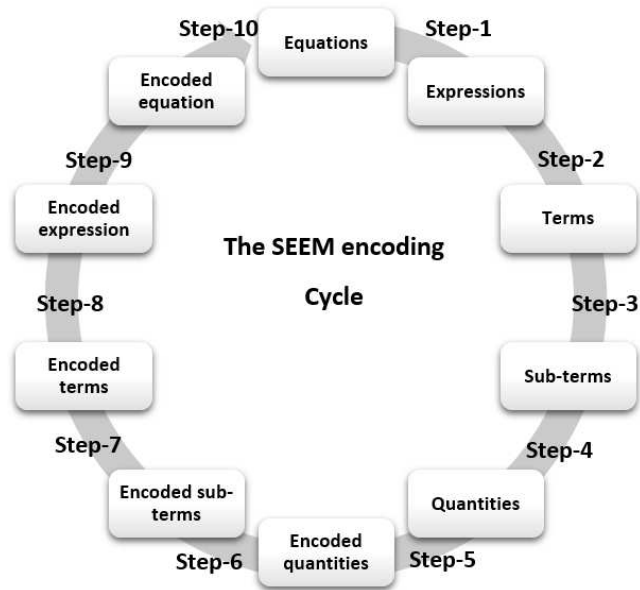 Equations
Step-1
Expressions
Step-2
Terms
Step-3
Sub-terms
Step-4
Quantities
Step-5
Encoded
quantities
Step-6
Encoded sub-
terms
Step-7
Encoded
terms
Step-8
Encoded
expression
Step-9
Encoded
equation
Step-10
The SEEM encoding
Cycle